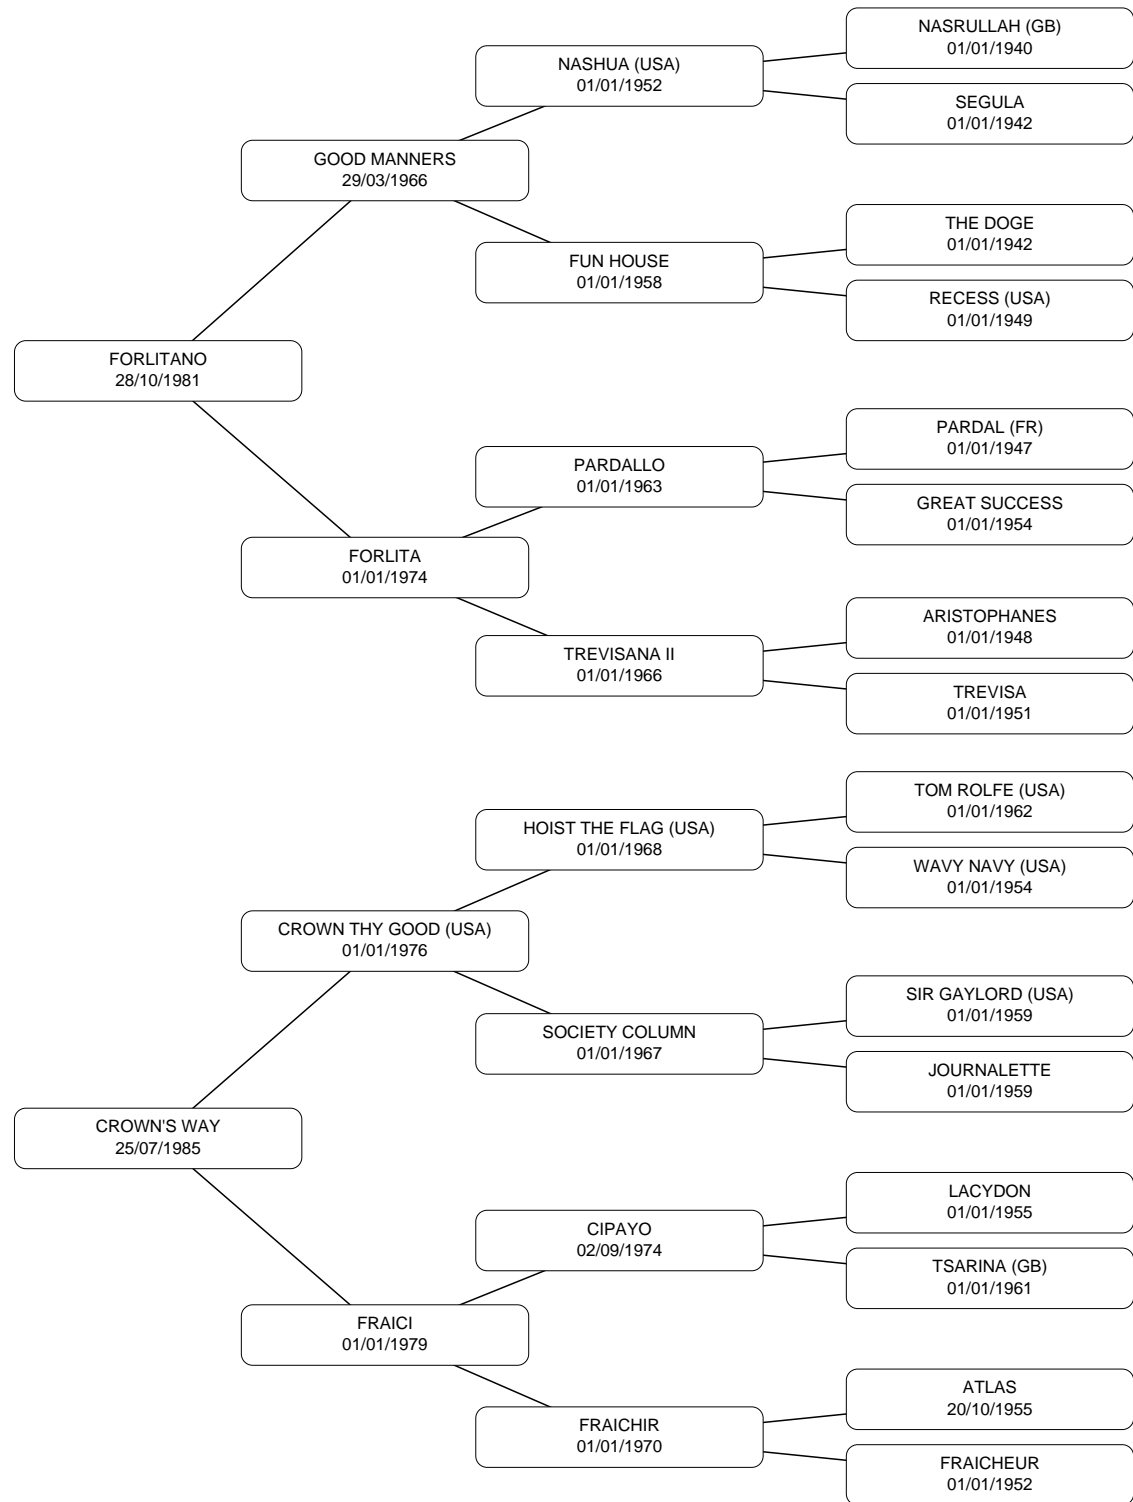 NASRULLAH (GB)
01/01/1940
NASHUA (USA)
01/01/1952
SEGULA
01/01/1942
GOOD MANNERS
29/03/1966
THE DOGE
01/01/1942
FUN HOUSE
01/01/1958
RECESS (USA)
01/01/1949
FORLITANO
28/10/1981
PARDAL (FR)
01/01/1947
PARDALLO
01/01/1963
GREAT SUCCESS
01/01/1954
FORLITA
01/01/1974
ARISTOPHANES
01/01/1948
TREVISANA II
01/01/1966
TREVISA
01/01/1951
TOM ROLFE (USA)
01/01/1962
HOIST THE FLAG (USA)
01/01/1968
WAVY NAVY (USA)
01/01/1954
CROWN THY GOOD (USA)
01/01/1976
SIR GAYLORD (USA)
01/01/1959
SOCIETY COLUMN
01/01/1967
JOURNALETTE
01/01/1959
CROWN'S WAY
25/07/1985
LACYDON
01/01/1955
CIPAYO
02/09/1974
TSARINA (GB)
01/01/1961
FRAICI
01/01/1979
ATLAS
20/10/1955
FRAICHIR
01/01/1970
FRAICHEUR
01/01/1952